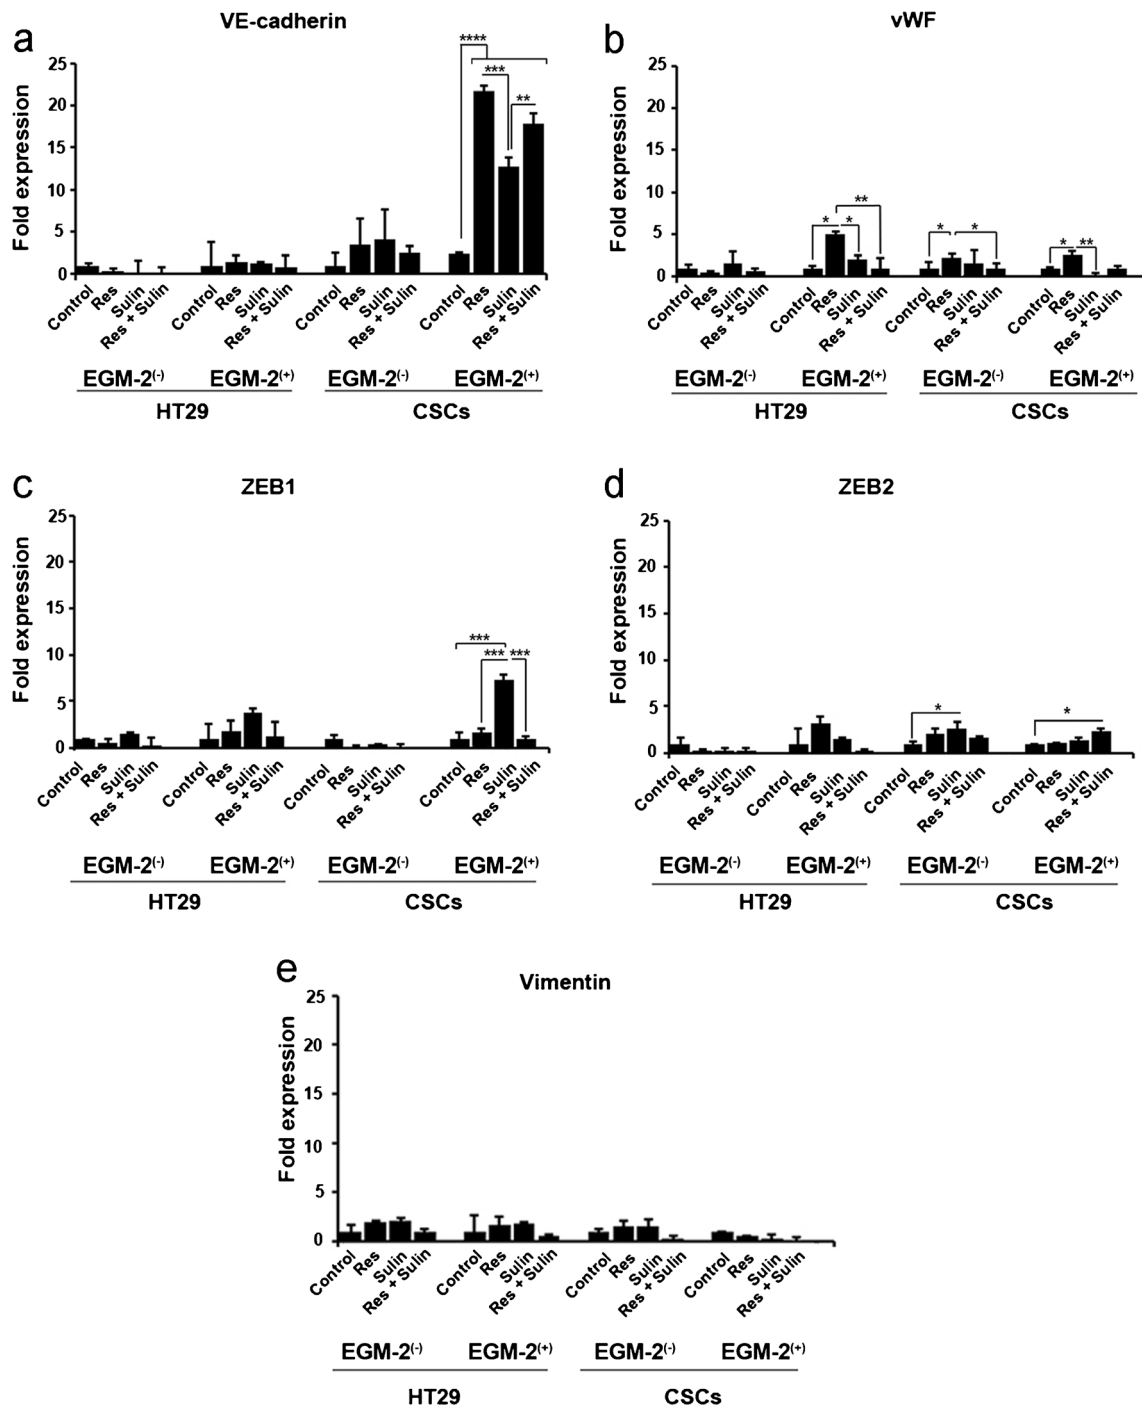 a
VE-cadherin
Fold expression
25
20
15
10
5
0
****
***
**
Control
Res
Sulin
Res + Sulin
Control
Res
Sulin
Res + Sulin
Control
Res
Sulin
Res + Sulin
Control
Res
Sulin
Res + Sulin
EGM-2(-) EGM-2(+) EGM-2(-) EGM-2(+)
HT29 CSCs
b
vWF
Fold expression
25
20
15
10
5
0
**
* *
* *
* **
Control
Res
Sulin
Res + Sulin
Control
Res
Sulin
Res + Sulin
Control
Res
Sulin
Res + Sulin
Control
Res
Sulin
Res + Sulin
EGM-2(-) EGM-2(+) EGM-2(-) EGM-2(+)
HT29 CSCs
c
ZEB1
Fold expression
25
20
15
10
5
0
***
*** ***
Control
Res
Sulin
Res + Sulin
Control
Res
Sulin
Res + Sulin
Control
Res
Sulin
Res + Sulin
Control
Res
Sulin
Res + Sulin
EGM-2(-) EGM-2(+) EGM-2(-) EGM-2(+)
HT29 CSCs
d
ZEB2
Fold expression
25
20
15
10
5
0
* *
Control
Res
Sulin
Res + Sulin
Control
Res
Sulin
Res + Sulin
Control
Res
Sulin
Res + Sulin
Control
Res
Sulin
Res + Sulin
EGM-2(-) EGM-2(+) EGM-2(-) EGM-2(+)
HT29 CSCs
e
Vimentin
Fold expression
25
20
15
10
5
0
Control
Res
Sulin
Res + Sulin
Control
Res
Sulin
Res + Sulin
Control
Res
Sulin
Res + Sulin
Control
Res
Sulin
Res + Sulin
EGM-2(-) EGM-2(+) EGM-2(-) EGM-2(+)
HT29 CSCs